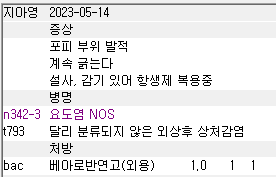 지아영 2023-05-14
증상
포피 부위 발적
계속 긁는다
설사, 감기 있어 항생제 복용중
병명
n342-3 요도염 NOS
t793 달리 분류되지 않은 외상후 상처감염
처방
bac 베아로반연고(외용) 1,0 1 1